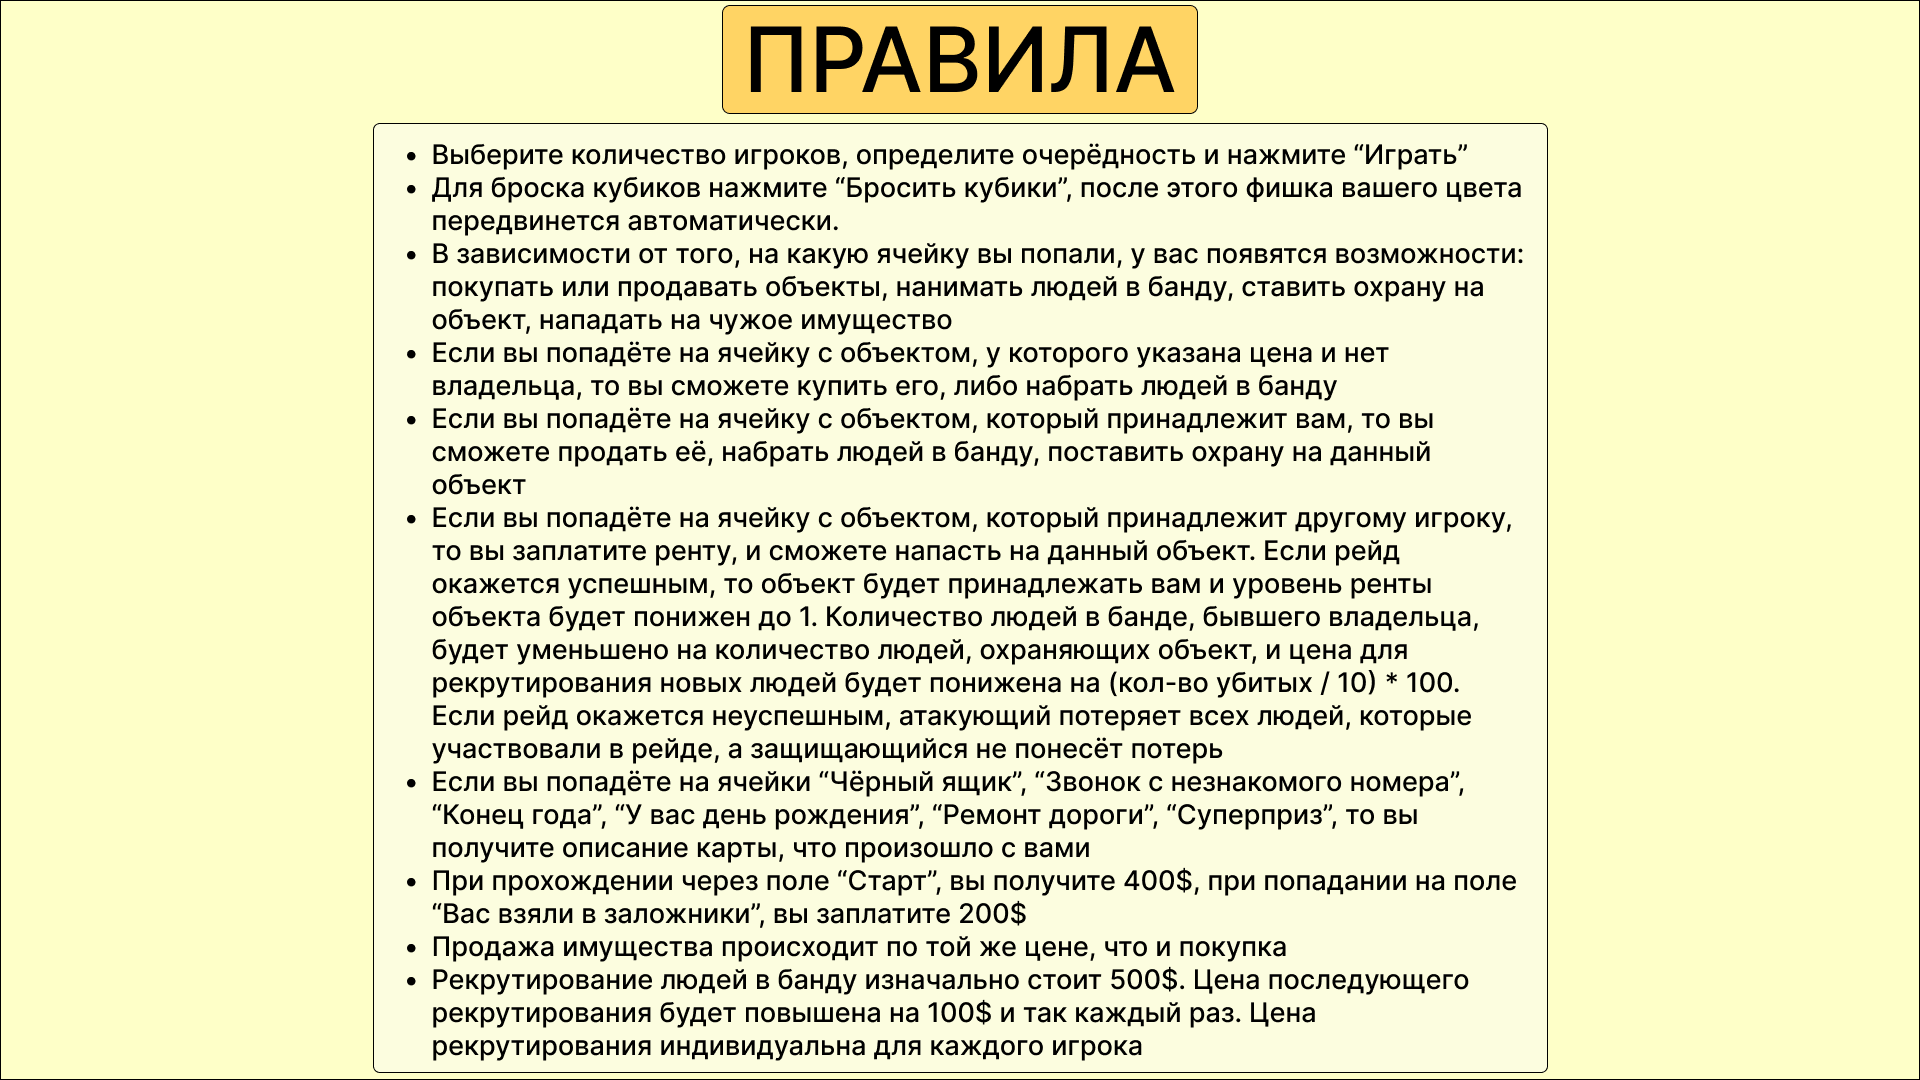 ПРАВИЛА
• Выберите количество игроков, определите очерёдность и нажмите “Играть”
• Для броска кубиков нажмите “Бросить кубики”, после этого фишка вашего цвета
передвинется автоматически.
• В зависимости от того, на какую ячейку вы попали, у вас появятся возможности:
покупать или продавать объекты, нанимать людей в банду, ставить охрану на
объект, нападать на чужое имущество
• Если вы попадёте на ячейку с объектом, у которого указана цена и нет
владельца, то вы сможете купить его, либо набрать людей в банду
• Если вы попадёте на ячейку с объектом, который принадлежит вам, то вы
сможете продать её, набрать людей в банду, поставить охрану на данный
объект
• Если вы попадёте на ячейку с объектом, который принадлежит другому игроку,
то вы заплатите ренту, и сможете напасть на данный объект. Если рейд
окажется успешным, то объект будет принадлежать вам и уровень ренты
объекта будет понижен до 1. Количество людей в банде, бывшего владельца,
будет уменьшено на количество людей, охраняющих объект, и цена для
рекрутирования новых людей будет понижена на (кол-во убитых / 10) * 100.
Если рейд окажется неуспешным, атакующий потеряет всех людей, которые
участвовали в рейде, а защищающийся не понесёт потерь
• Если вы попадёте на ячейки “Чёрный ящик”, “Звонок с незнакомого номера”,
“Конец года”, “У вас день рождения”, “Ремонт дороги”, “Суперприз”, то вы
получите описание карты, что произошло с вами
• При прохождении через поле “Старт”, вы получите 400$, при попадании на поле
“Вас взяли в заложники”, вы заплатите 200$
• Продажа имущества происходит по той же цене, что и покупка
• Рекрутирование людей в банду изначально стоит 500$. Цена последующего
рекрутирования будет повышена на 100$ и так каждый раз. Цена
рекрутирования индивидуальна для каждого игрока